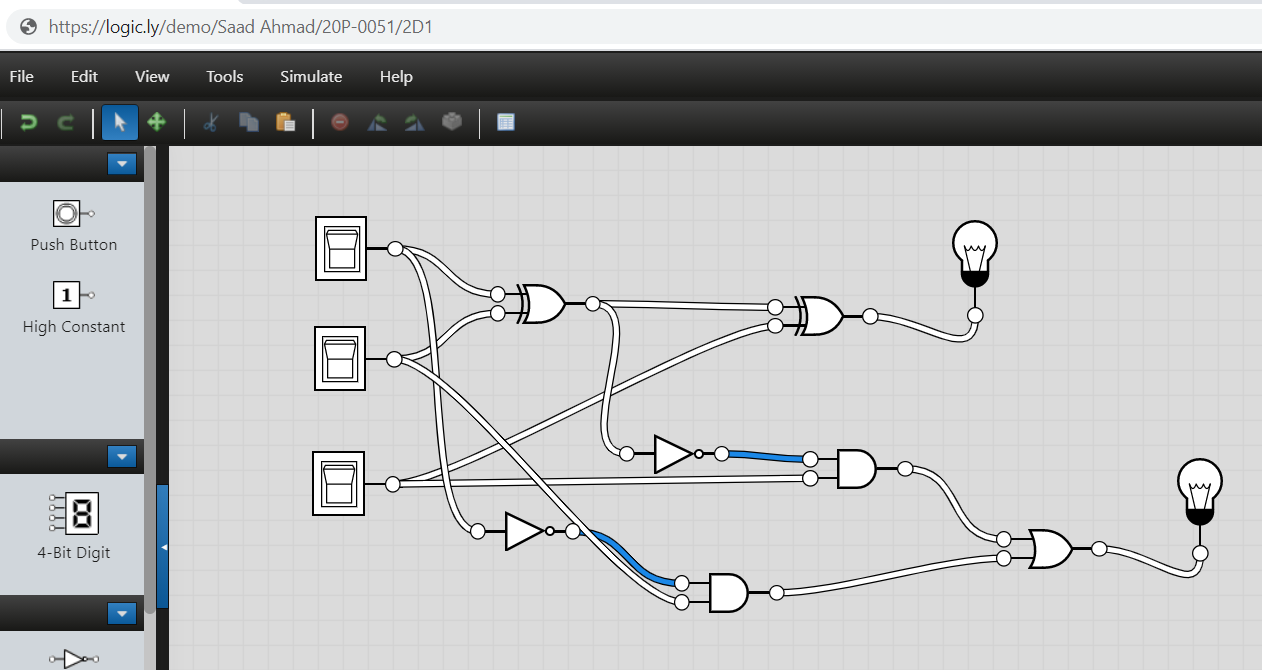 https://logic.ly/demo/Saad Ahmad/20P-0051/2D1
File Edit View Tools Simulate Help
Push Button
1
High Constant
8
4-Bit Digit